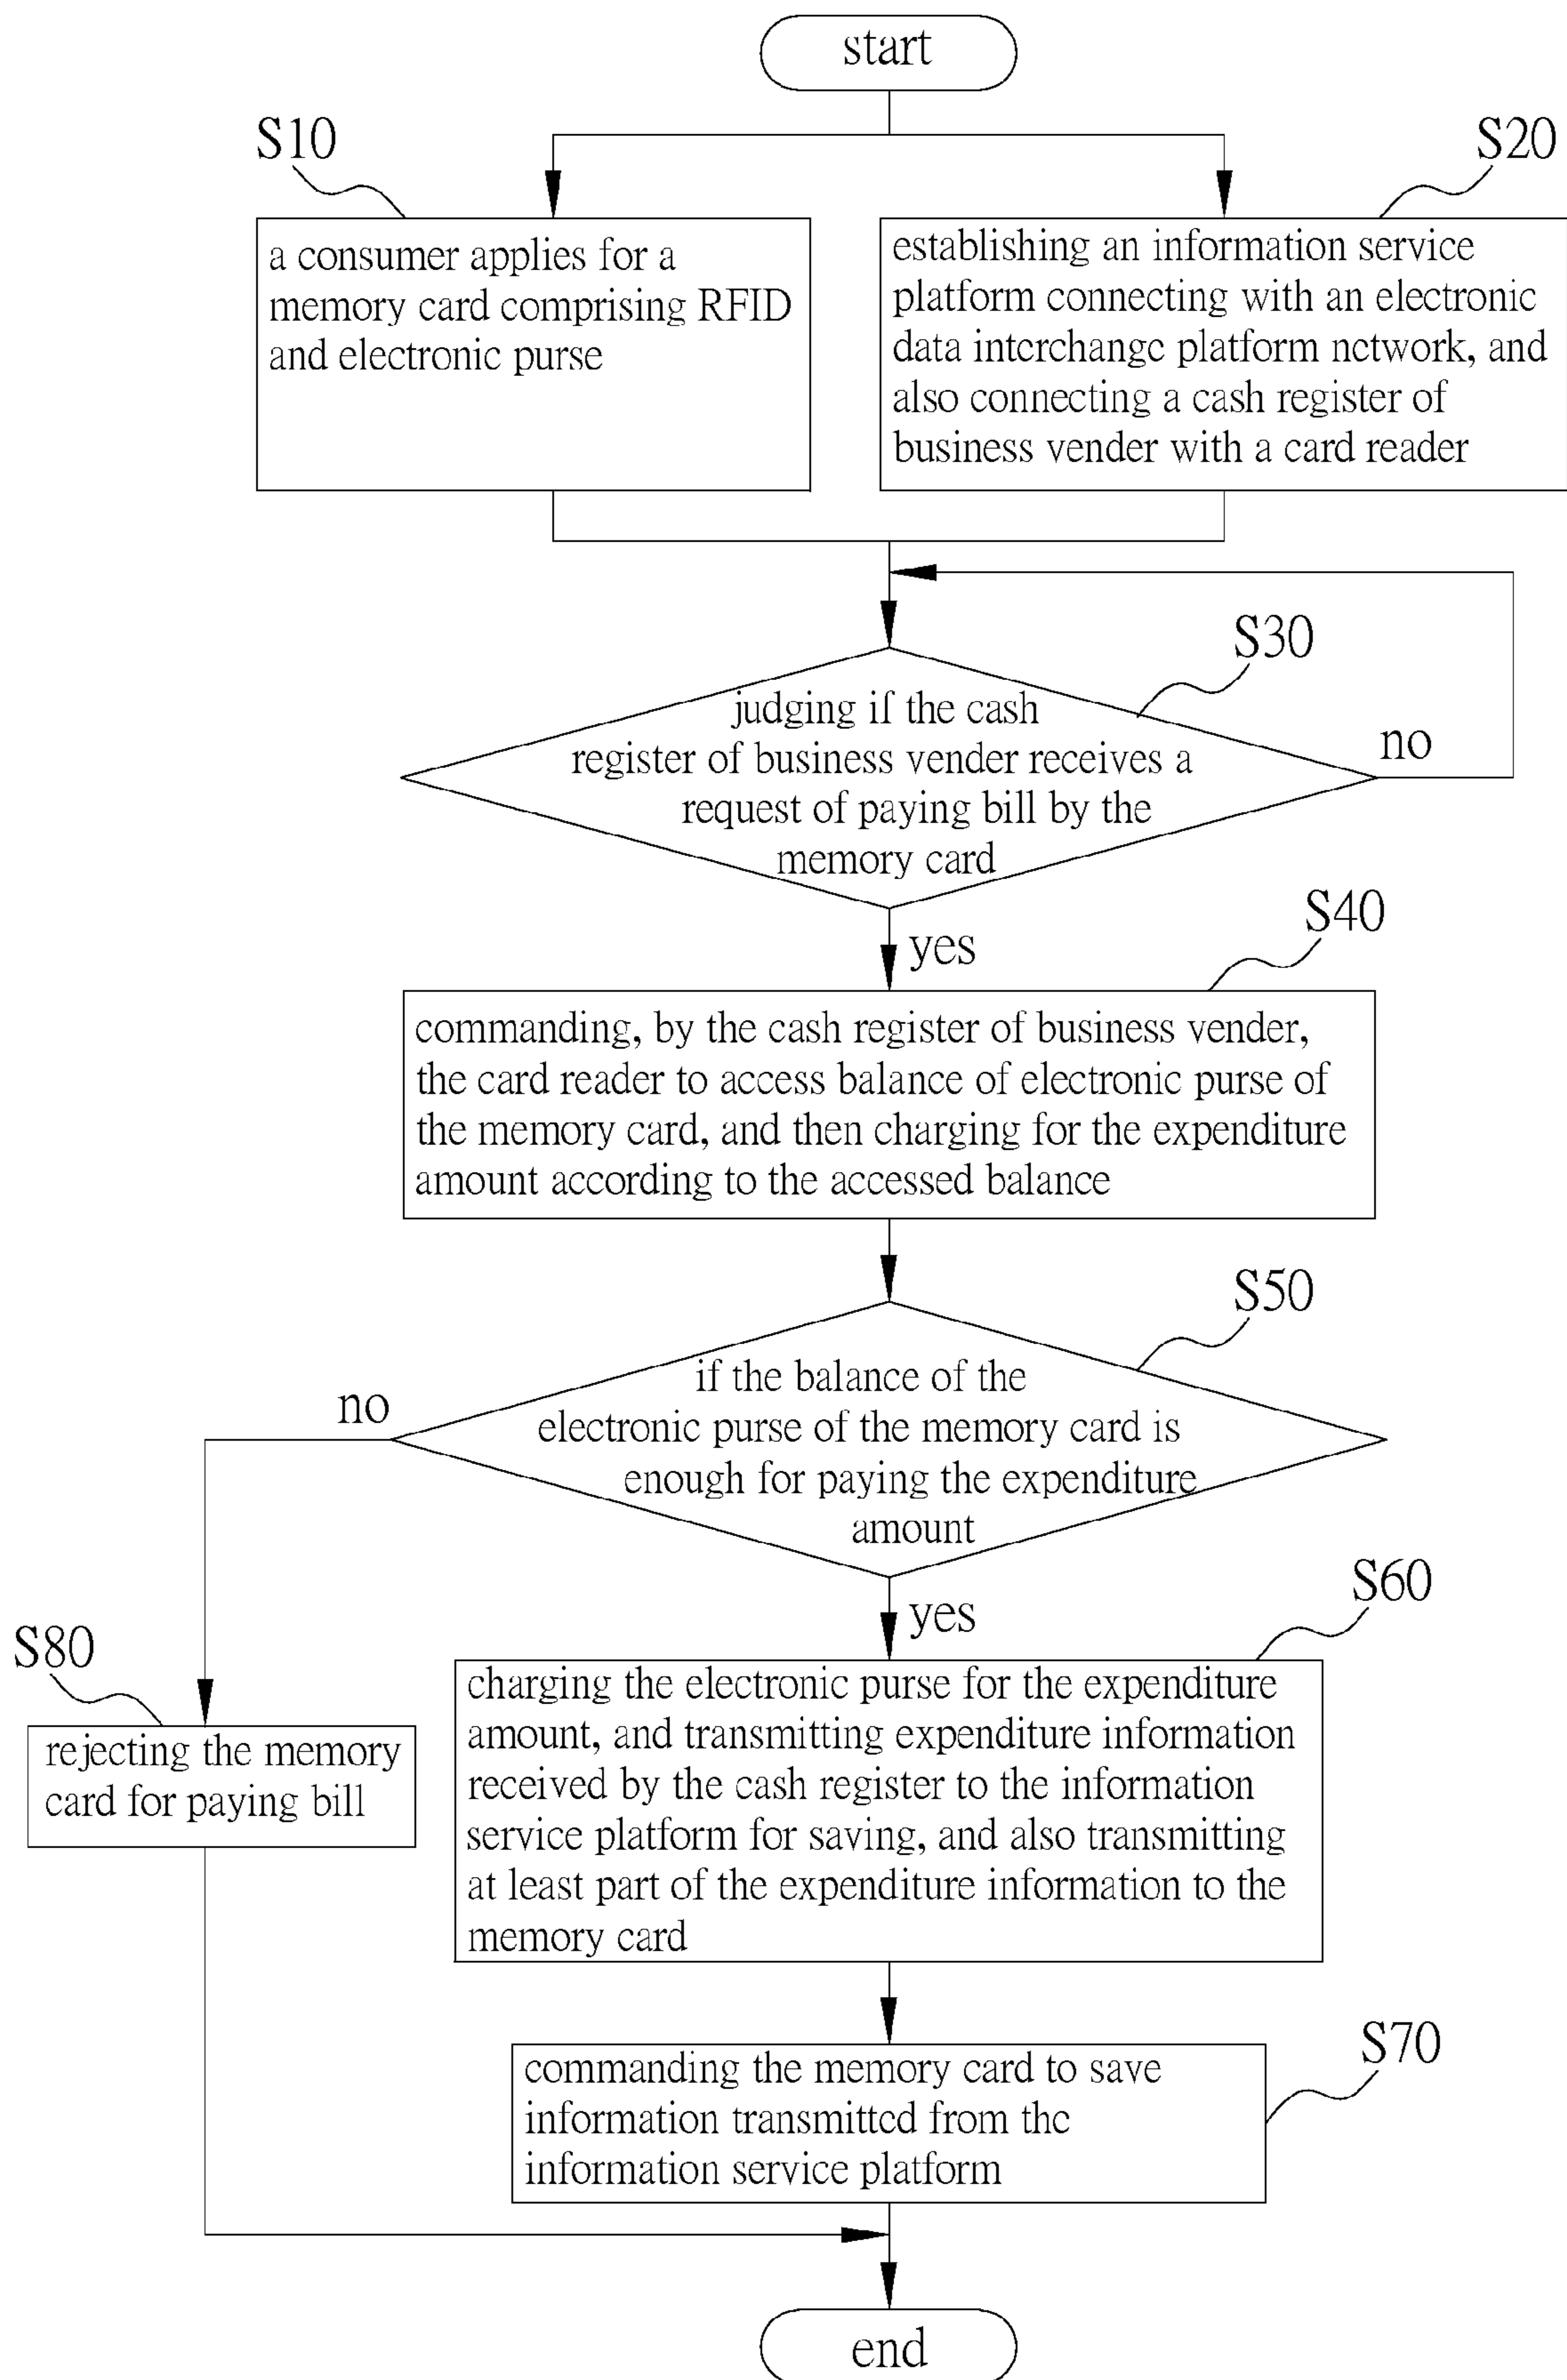 start
S10
S20
a consumer applies for a
memory card comprising RFID
and electronic purse
establishing an information service
platform connecting with an electronic
data interchange platform network, and
also connecting a cash register of
business vender with a card reader
S30
judging if the cash
register of business vender receives a
request of paying bill by the
memory card
no
yes
S40
commanding, by the cash register of business vender,
the card reader to access balance of electronic purse of
the memory card, and then charging for the expenditure
amount according to the accessed balance
S50
if the balance of the
electronic purse of the memory card is
enough for paying the expenditure
amount
no
yes
S60
charging the electronic purse for the expenditure
amount, and transmitting expenditure information
received by the cash register to the information
service platform for saving, and also transmitting
at least part of the expenditure information to the
memory card
S80
rejecting the memory
card for paying bill
S70
commanding the memory card to save
information transmitted from the
information service platform
end